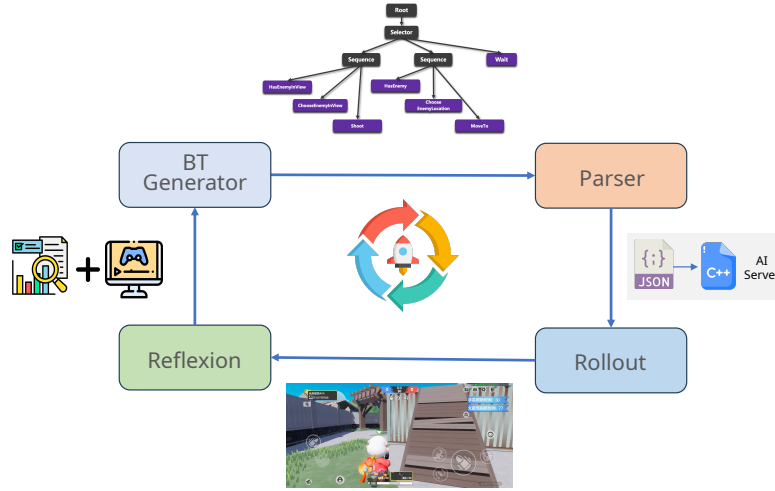 Root
Selector
Sequence
Sequence
Wait
HasEnemyInView
HasEnemy
ChooseEnemyInView
Choose
EnemyLocation
Shoot
MoveTo
BT
Generator
Parser
{;}
JSON
C++
AI
Server
Reflexion
Rollout